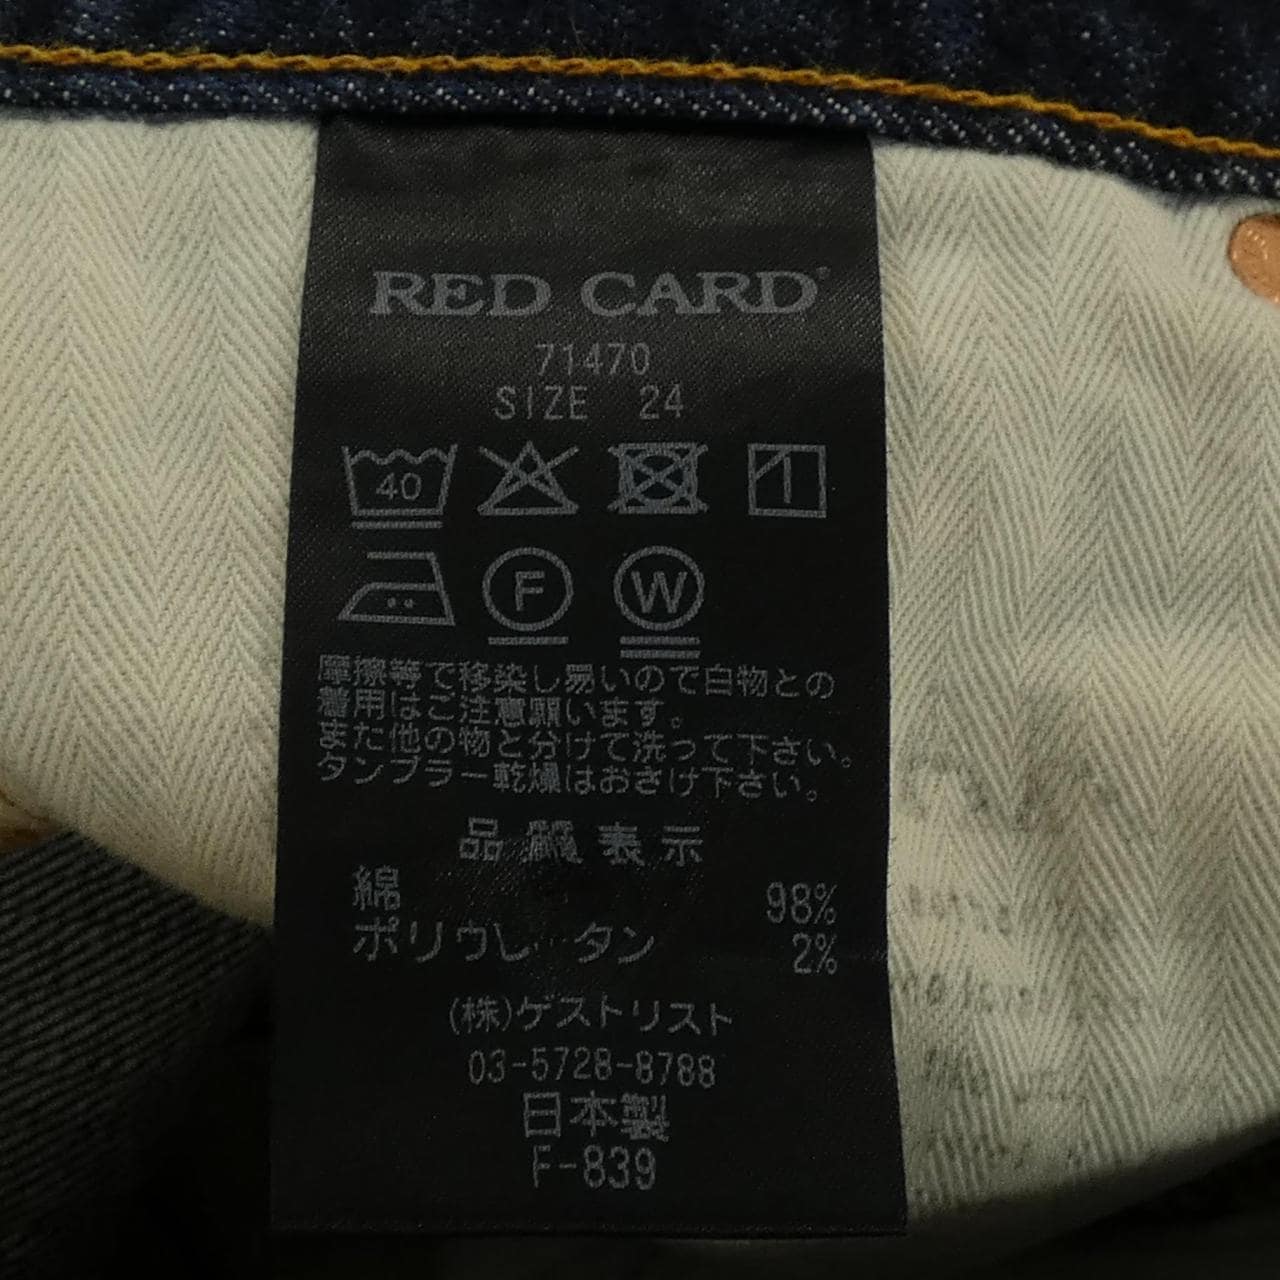 RED CARD
71470
SIZE 24
40
F W
摩擦等で移染し易いので白物との
着用はご注意願います。
また他の物と分けて洗って下さい。
タンブラー乾燥はおさけ下さい。
品質表示
綿 98%
ポリウレタン 2%
(株)ゲストリスト
03-5728-8788
日本製
F-839